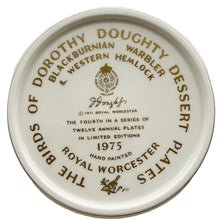 THE BIRDS OF DOROTHY DOUGHTY DESSERT PLATES
BLACKBURNIAN WARBLER
& WESTERN HEMLOCK
© 1971 ROYAL WORCESTER
THE FOURTH IN A SERIES OF
TWELVE ANNUAL PLATES
IN LIMITED EDITIONS
1975
HAND PAINTED
ROYAL WORCESTER